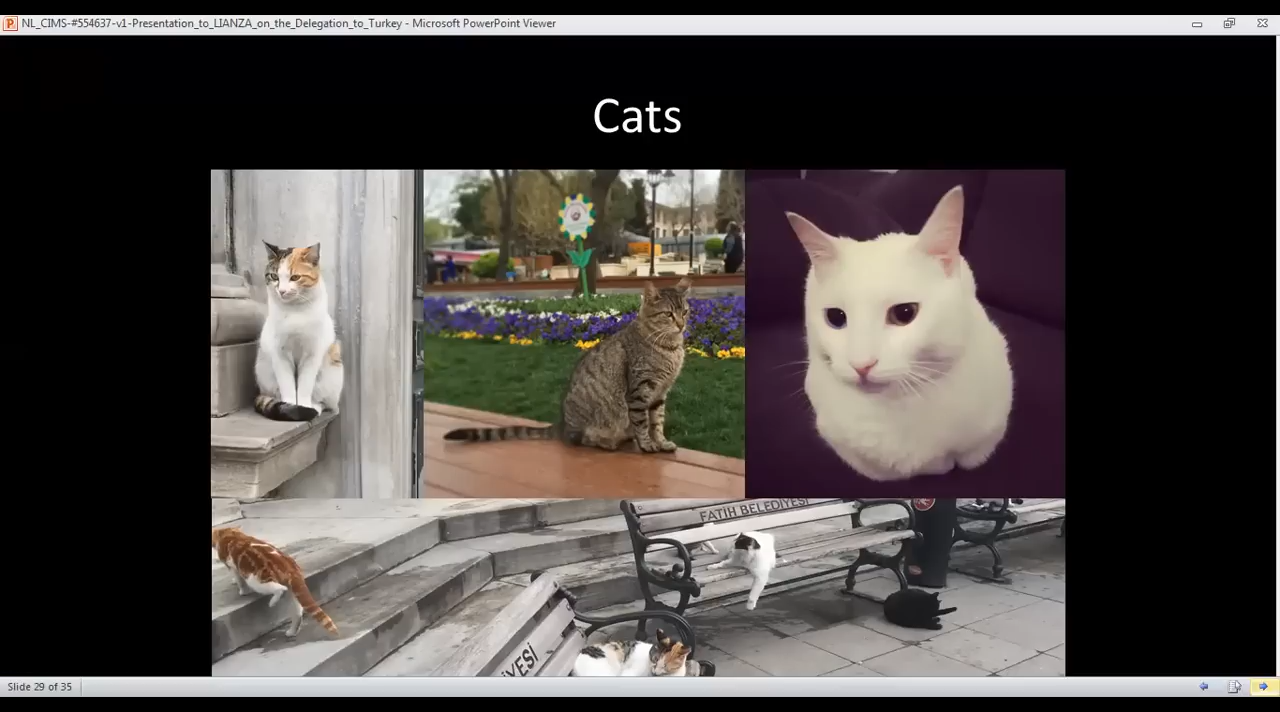 NL_CIMS-#554637-v1-Presentation_to_LIANZA_on_the_Delegation_to_Turkey - Microsoft PowerPoint Viewer
Cats
FATİH BELEDİYESİ
YESİ
Slide 29 of 35